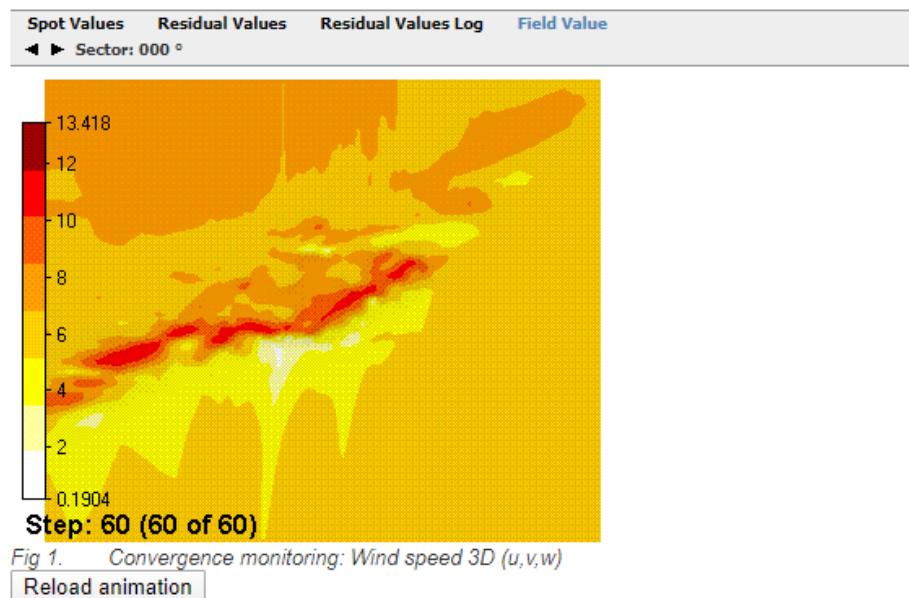 Spot Values Residual Values Residual Values Log Field Value
Sector: 000 °
13.418
12
10
8
6
4
2
0.1904
Step: 60 (60 of 60)
Fig 1. Convergence monitoring: Wind speed 3D (u,v,w)
Reload animation